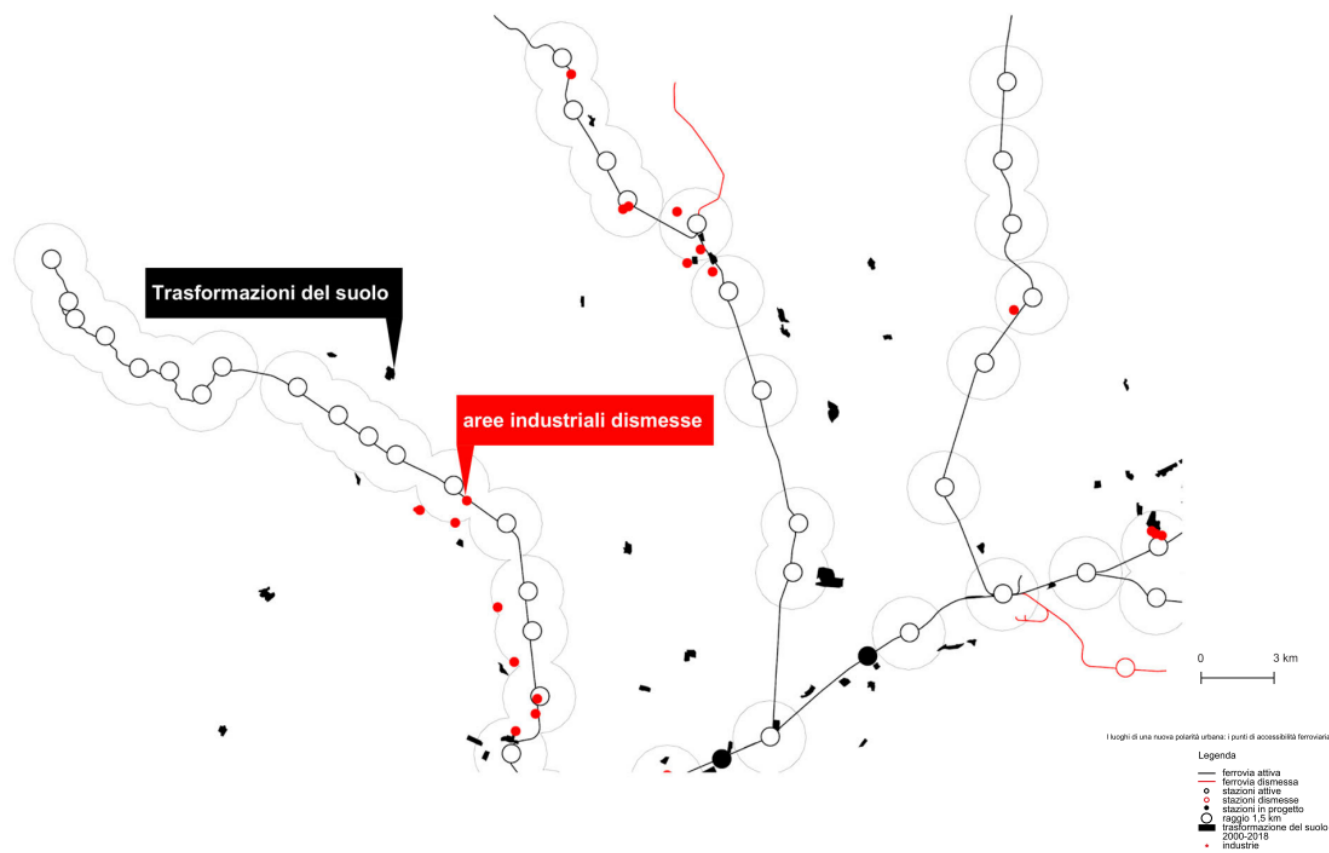 Trasformazioni del suolo
aree industriali dismesse
0 3 km
I luoghi di una nuova polarità urbana: i punti di accessibilità ferroviaria
Legenda
ferrovia attiva
ferrovia dismessa
stazioni attive
stazioni dismesse
stazioni in progetto
raggio 1,5 km
trasformazione del suolo
2000-2018
industrie